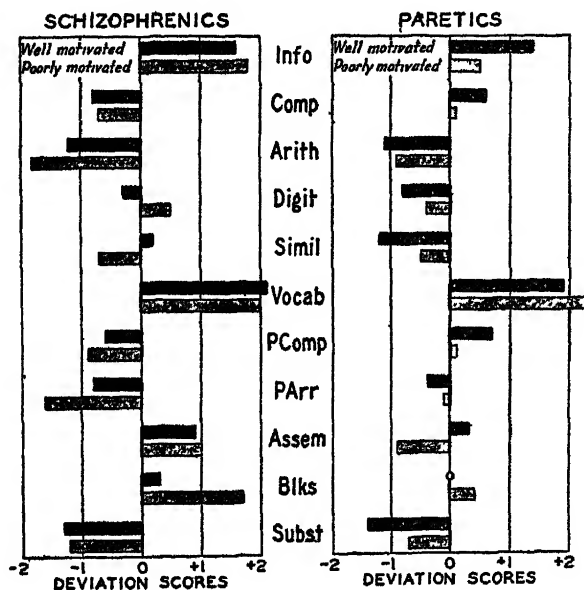 SCHIZOPHRENICS
PARETICS
Well motivated
Poorly motivated
Info
Well motivated
Poorly motivated
Comp
Arith
Digit
Simil
Vocab
PComp
PArr
Assem
Blks
Subst
-2 -1 0 +1 +2
-2 -1 0 +1 +2
DEVIATION SCORES
DEVIATION SCORES